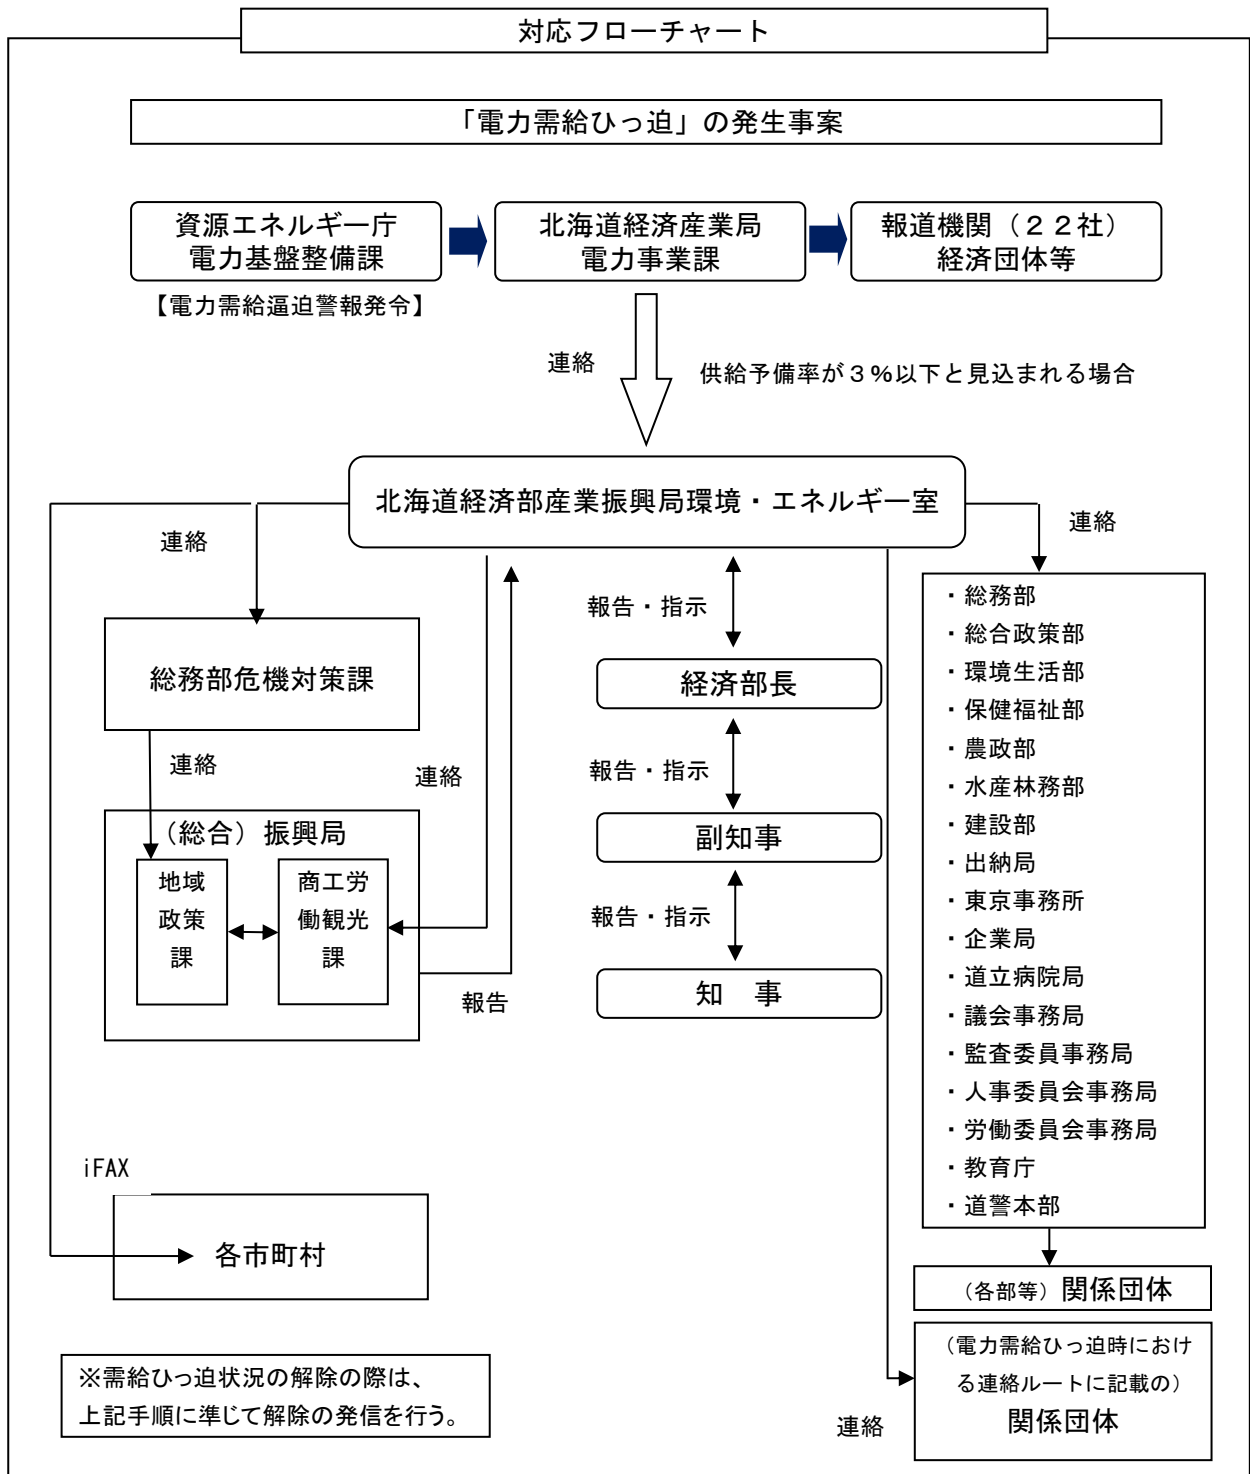 対応フローチャート
「電力需給ひっ迫」の発生事案
資源エネルギー庁
電力基盤整備課
北海道経済産業局
電力事業課
報道機関（２２社）
経済団体等
【電力需給逼迫警報発令】
連絡
供給予備率が３％以下と見込まれる場合
北海道経済部産業振興局環境・エネルギー室
連絡
連絡
報告・指示
総務部危機対策課
経済部長
連絡
連絡
報告・指示
（総合）振興局
地域
政策
課
商工労
働観光
課
副知事
報告・指示
報告
知　事
・総務部
・総合政策部
・環境生活部
・保健福祉部
・農政部
・水産林務部
・建設部
・出納局
・東京事務所
・企業局
・道立病院局
・議会事務局
・監査委員事務局
・人事委員会事務局
・労働委員会事務局
・教育庁
・道警本部
iFAX
各市町村
（各部等）関係団体
（電力需給ひっ迫時におけ
る連絡ルートに記載の）
関係団体
連絡
※需給ひっ迫状況の解除の際は、
上記手順に準じて解除の発信を行う。